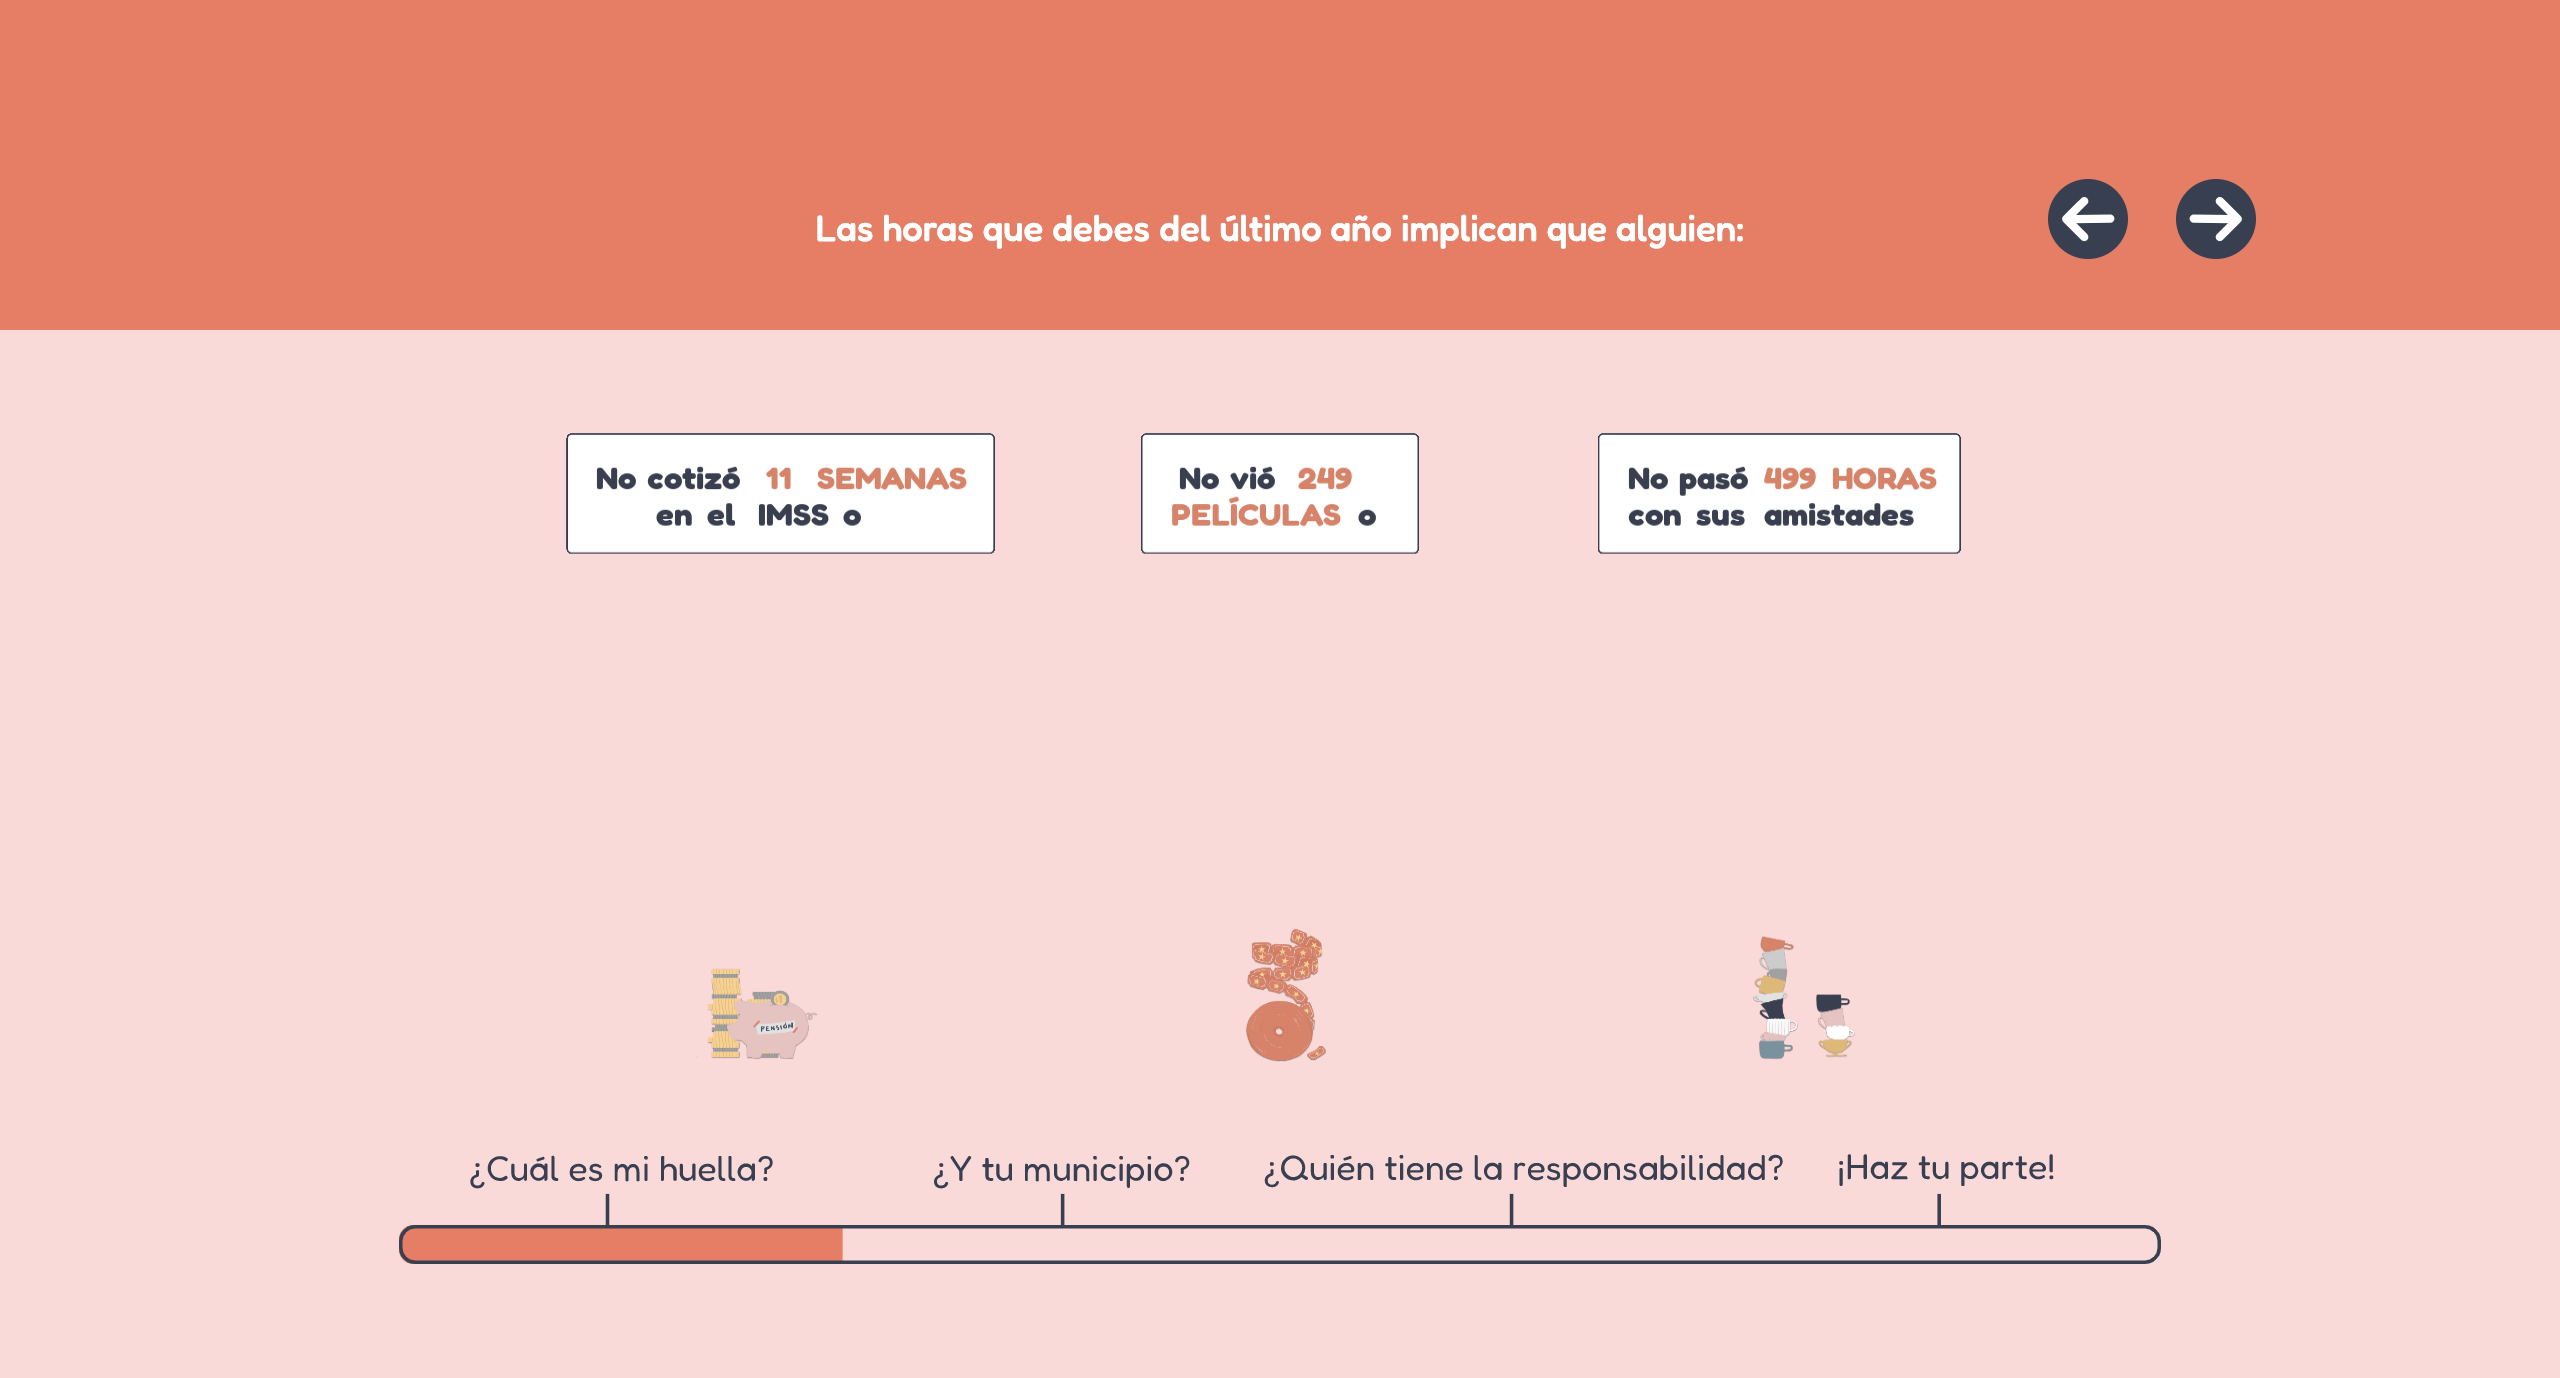 Las horas que debes del último año implican que alguien:
No cotizó 11 SEMANAS
en el IMSS o
No vió 249
PELÍCULAS o
No pasó 499 HORAS
con sus amistades
PENSIÓN
¿Cuál es mi huella?
¿Y tu municipio?
¿Quién tiene la responsabilidad?
¡Haz tu parte!